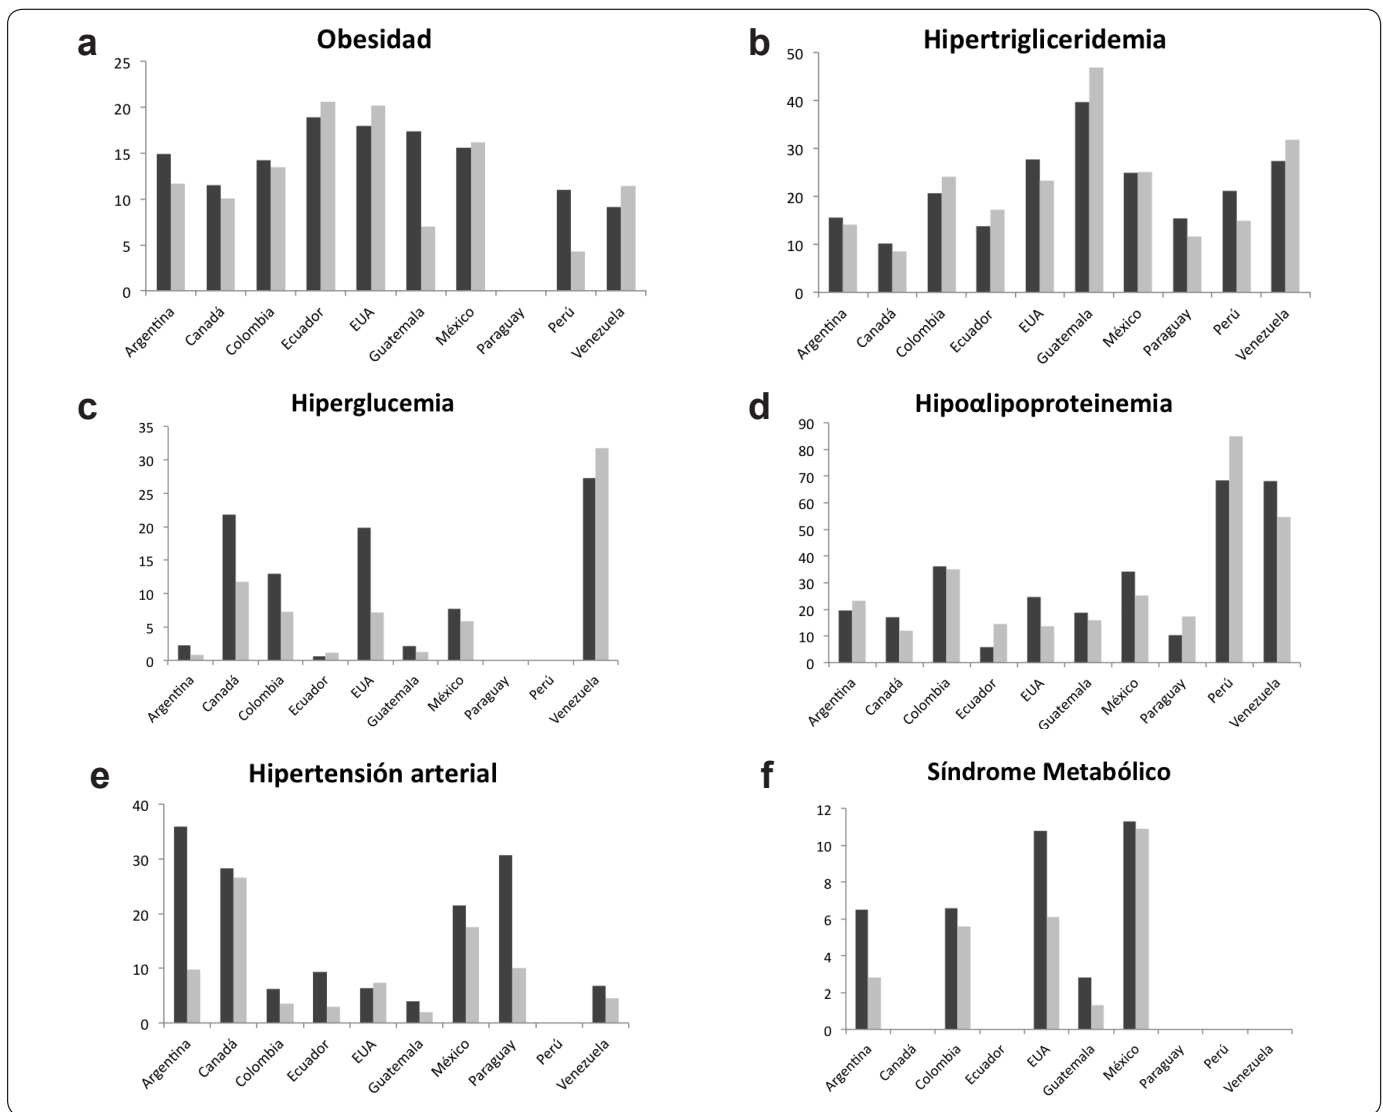 a
Obesidad
25
20
15
10
5
0
Argentina
Canadá
Colombia
Ecuador
EUA
Guatemala
México
Paraguay
Perú
Venezuela
b
Hipertrigliceridemia
50
40
30
20
10
0
Argentina
Canadá
Colombia
Ecuador
EUA
Guatemala
México
Paraguay
Perú
Venezuela
c
Hiperglucemia
35
30
25
20
15
10
5
0
Argentina
Canadá
Colombia
Ecuador
EUA
Guatemala
México
Paraguay
Perú
Venezuela
d
Hipoαlipoproteinemia
90
80
70
60
50
40
30
20
10
0
Argentina
Canadá
Colombia
Ecuador
EUA
Guatemala
México
Paraguay
Perú
Venezuela
e
Hipertensión arterial
40
30
20
10
0
Argentina
Canadá
Colombia
Ecuador
EUA
Guatemala
México
Paraguay
Perú
Venezuela
f
Síndrome Metabólico
12
10
8
6
4
2
0
Argentina
Canadá
Colombia
Ecuador
EUA
Guatemala
México
Paraguay
Perú
Venezuela